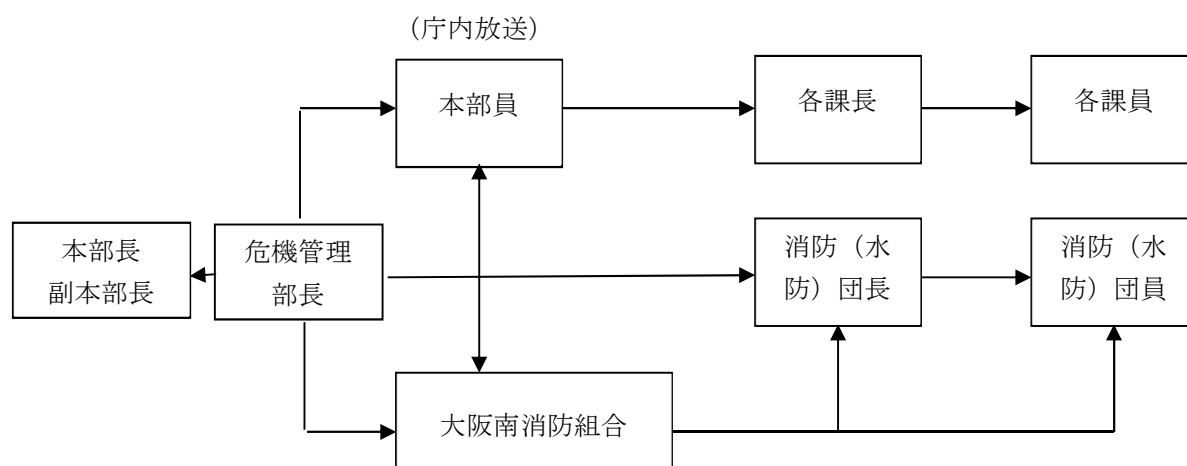 (庁内放送)
本部員
各課長
各課員
本部長
副本部長
危機管理
部長
消防（水
防）団長
消防（水
防）団員
大阪南消防組合